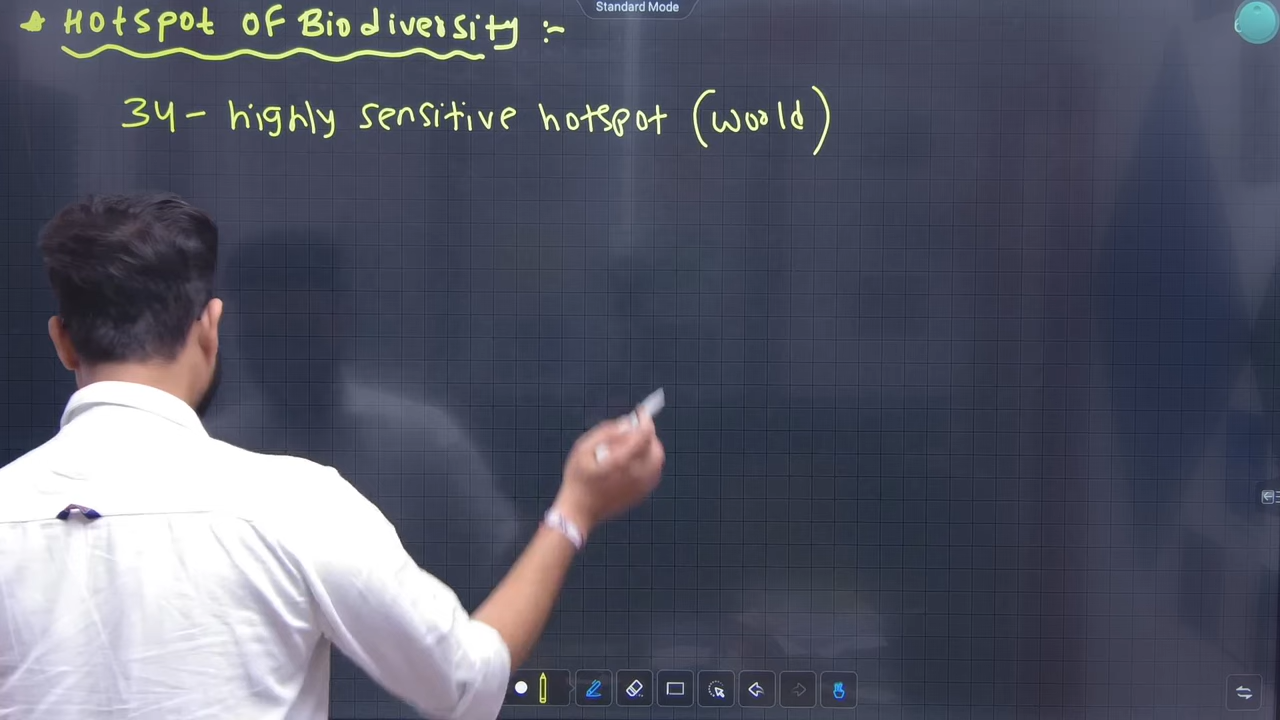 Standard Mode
* Hotspot of Biodiversity :-
34 - highly sensitive hotspot (world)